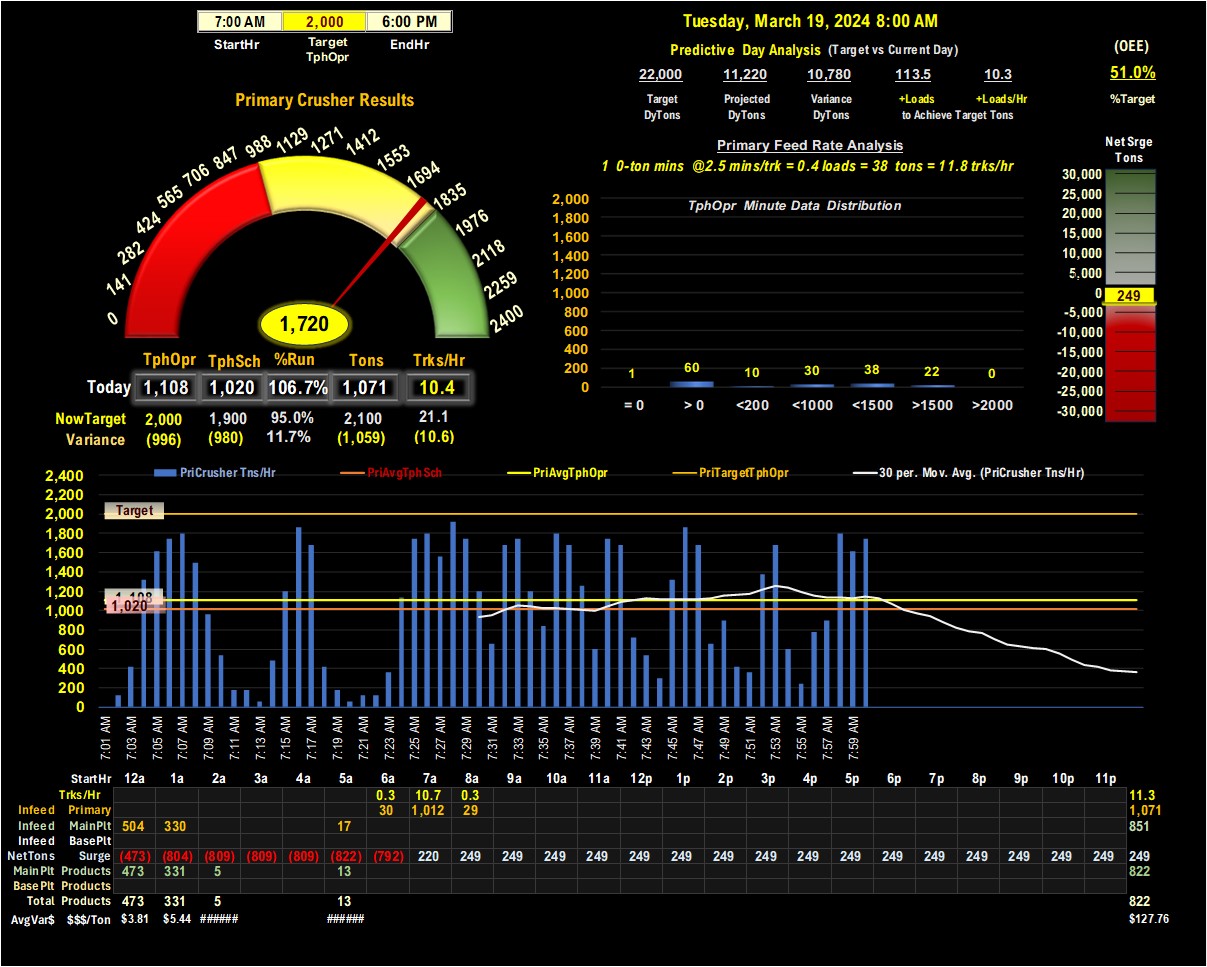 7:00 AM 2,000 6:00 PM
StartHr Target TphOpr EndHr
Tuesday, March 19, 2024 8:00 AM
Predictive Day Analysis (Target vs Current Day)
22,000 11,220 10,780 113.5 10.3
Target Projected Variance +Loads +Loads/Hr
DyTons DyTons DyTons to Achieve Target Tons
(OEE)
51.0%
%Target
Primary Crusher Results
0 141 282 424 565 706 847 988 1129 1271 1412 1553 1694 1835 1976 2118 2259 2400
1,720
TphOpr TphSch %Run Tons Trks/Hr
Today 1,108 1,020 106.7% 1,071 10.4
NowTarget 2,000 1,900 95.0% 2,100 21.1
Variance (996) (980) 11.7% (1,059) (10.6)
Primary Feed Rate Analysis
1 0-ton mins @2.5 mins/trk = 0.4 loads = 38 tons = 11.8 trks/hr
TphOpr Minute Data Distribution
2,000
1,800
1,600
1,400
1,200
1,000
800
600
400
200
0
1 60 10 30 38 22 0
= 0 > 0 <200 <1000 <1500 >1500 >2000
Net Srge
Tons
30,000
25,000
20,000
15,000
10,000
5,000
0 249
-5,000
-10,000
-15,000
-20,000
-25,000
-30,000
PriCrusher Tns/Hr PriAvgTphSch PriAvgTphOpr PriTargetTphOpr 30 per. Mov. Avg. (PriCrusher Tns/Hr)
2,400
2,200
2,000
1,800
1,600
1,400
1,200
1,000
800
600
400
200
0
Target
1,108
1,020
7:01 AM 7:03 AM 7:05 AM 7:07 AM 7:09 AM 7:11 AM 7:13 AM 7:15 AM 7:17 AM 7:19 AM 7:21 AM 7:23 AM 7:25 AM 7:27 AM 7:29 AM 7:31 AM 7:33 AM 7:35 AM 7:37 AM 7:39 AM 7:41 AM 7:43 AM 7:45 AM 7:47 AM 7:49 AM 7:51 AM 7:53 AM 7:55 AM 7:57 AM 7:59 AM
StartHr 12a 1a 2a 3a 4a 5a 6a 7a 8a 9a 10a 11a 12p 1p 2p 3p 4p 5p 6p 7p 8p 9p 10p 11p
Trks/Hr 0.3 10.7 0.3 11.3
Infeed Primary 30 1,012 29 1,071
Infeed MainPlt 504 330 17 851
Infeed BasePlt
NetTons Surge (473) (804) (809) (809) (809) (822) (792) 220 249 249 249 249 249 249 249 249 249 249 249 249 249 249 249 249 249
MainPlt Products 473 331 5 13 822
BasePlt Products
Total Products 473 331 5 13 822
AvgVar$ $$$/Ton $3.81 $5.44 ###### ###### $127.76